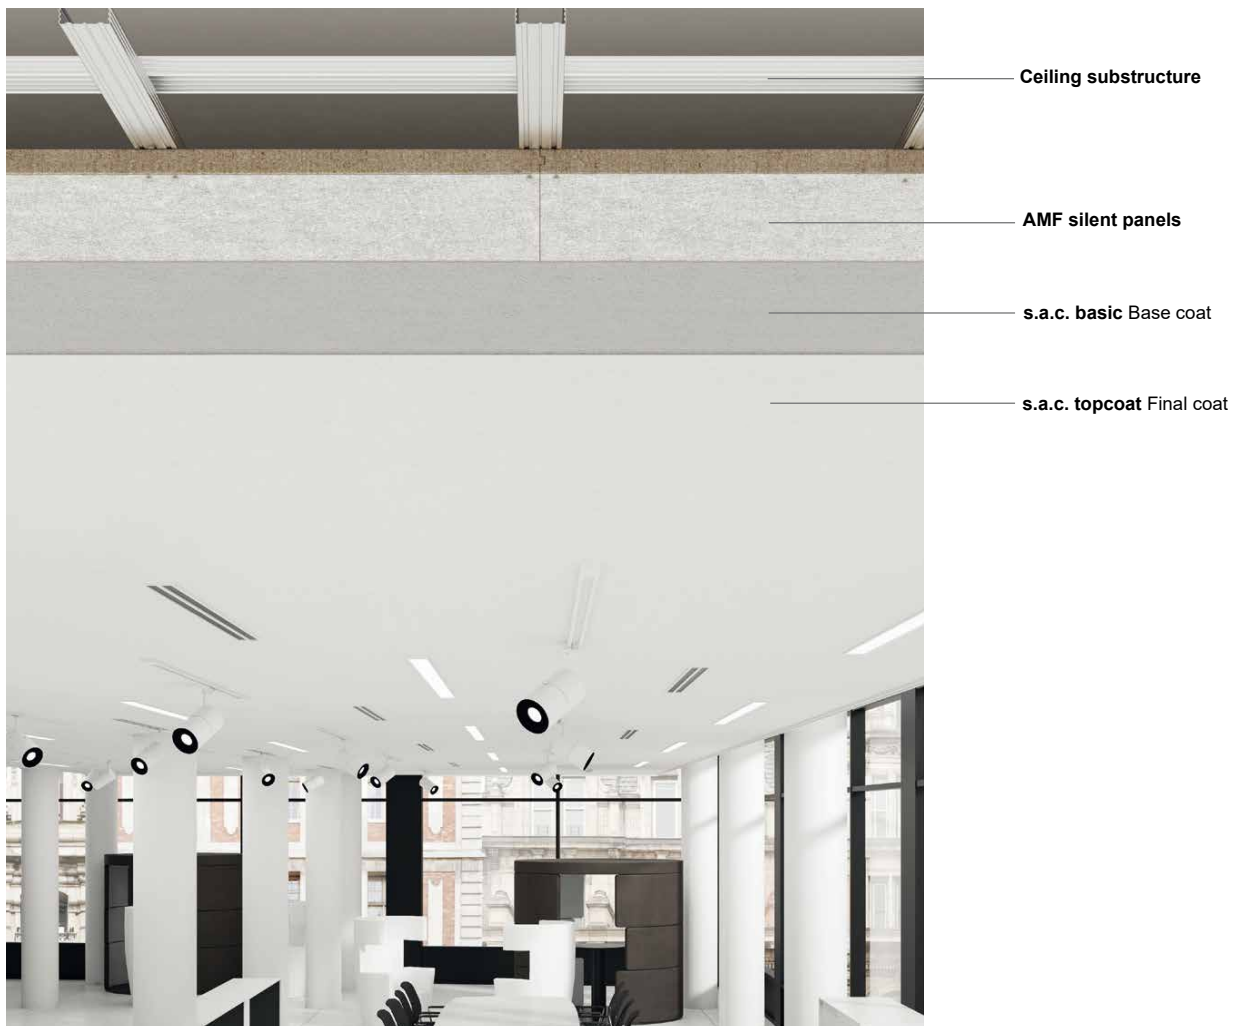 Ceiling substructure
AMF silent panels
s.a.c. basic Base coat
s.a.c. topcoat Final coat